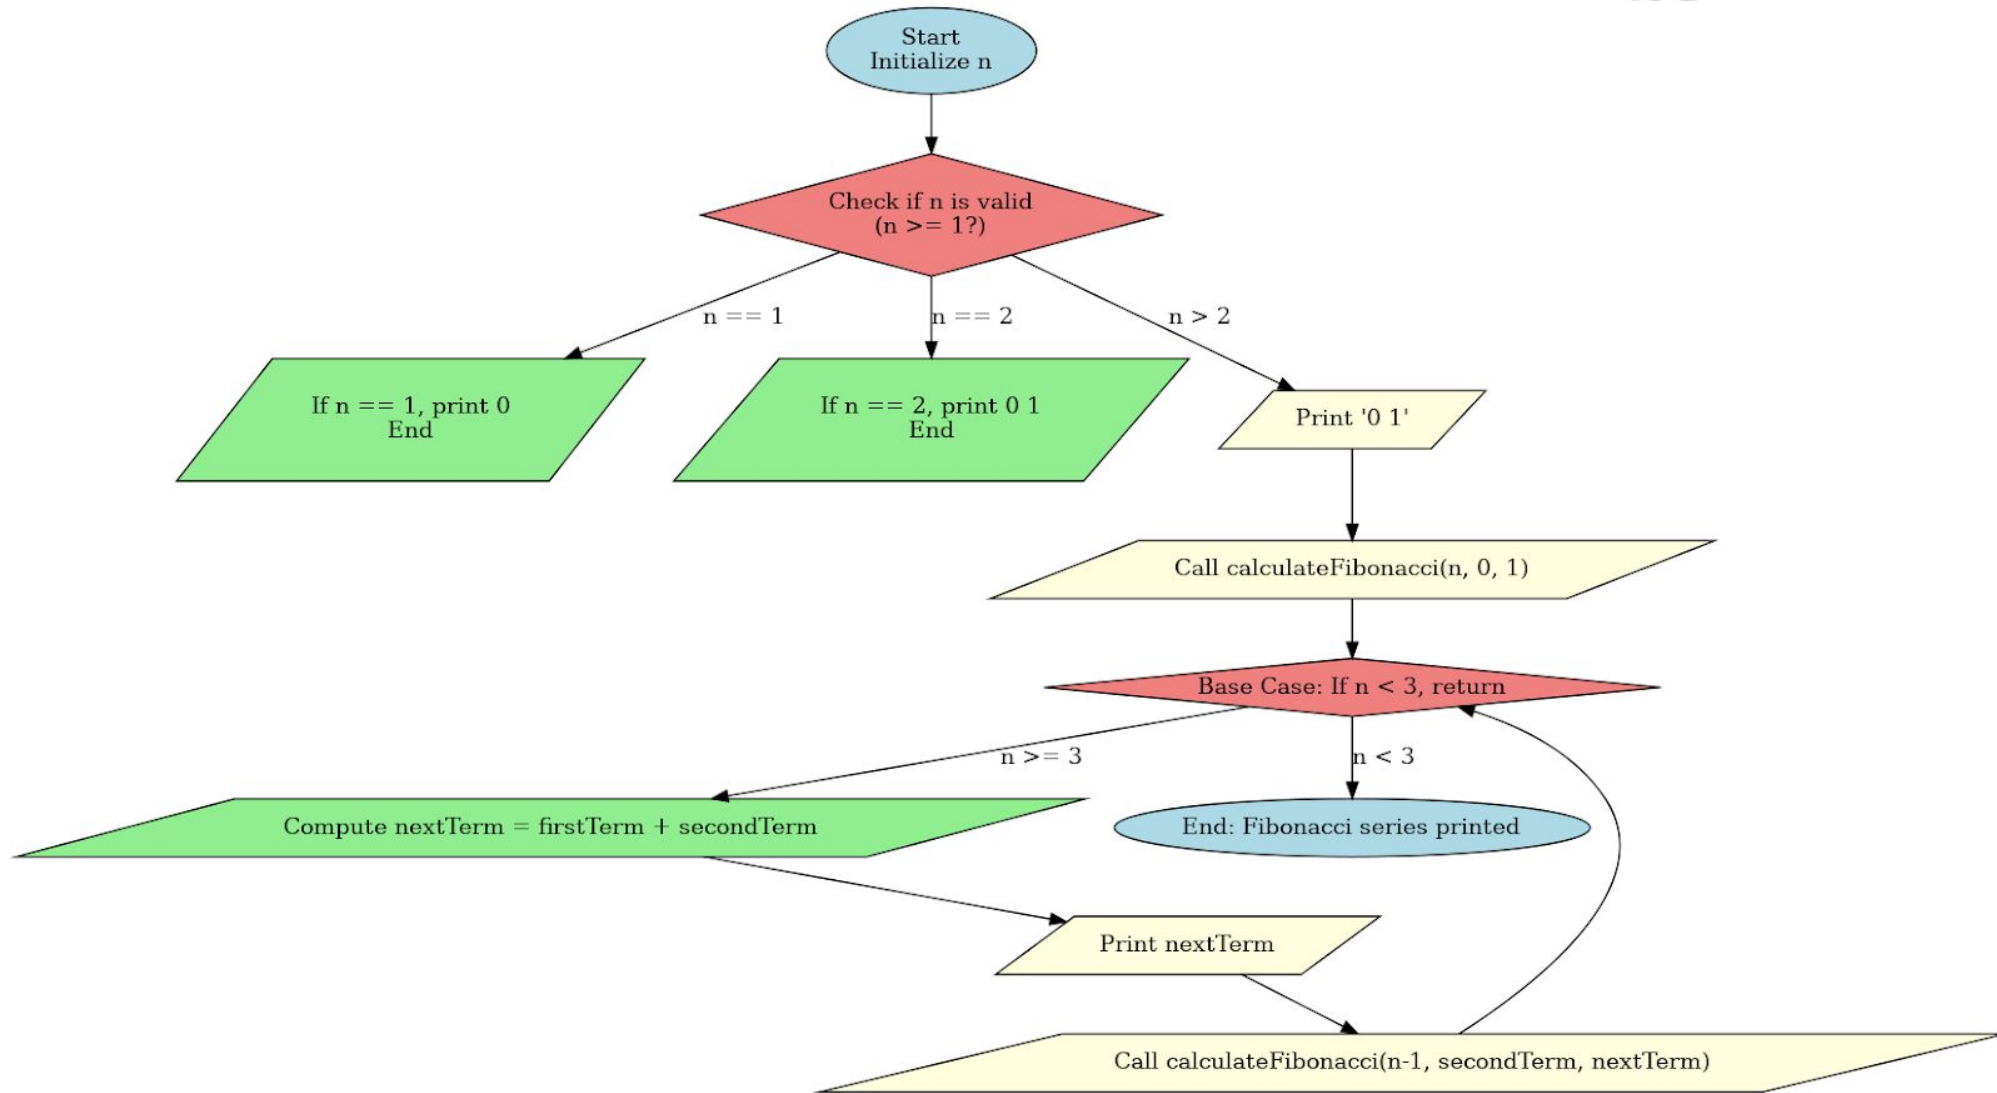 Start
Initialize n
Check if n is valid
(n >= 1?)
n == 1
n == 2
n > 2
If n == 1, print 0
End
If n == 2, print 0 1
End
Print '0 1'
Call calculateFibonacci(n, 0, 1)
Base Case: If n < 3, return
n >= 3
n < 3
Compute nextTerm = firstTerm + secondTerm
End: Fibonacci series printed
Print nextTerm
Call calculateFibonacci(n-1, secondTerm, nextTerm)